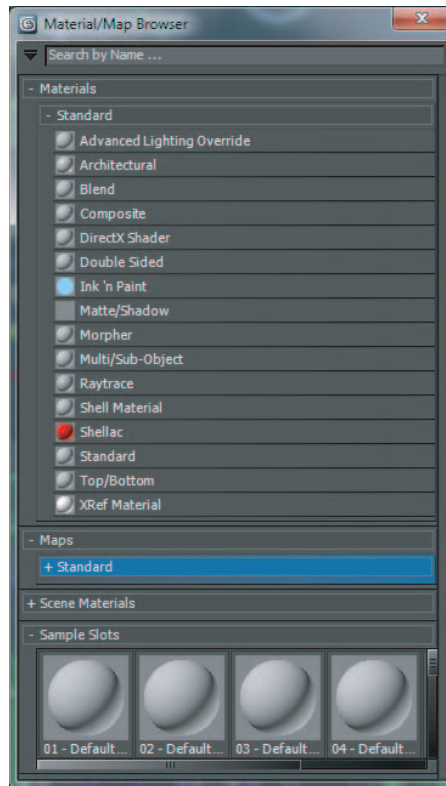 Material/Map Browser
Search by Name ...
- Materials
- Standard
Advanced Lighting Override
Architectural
Blend
Composite
DirectX Shader
Double Sided
Ink 'n Paint
Matte/Shadow
Morpher
Multi/Sub-Object
Raytrace
Shell Material
Shellac
Standard
Top/Bottom
XRef Material
- Maps
+ Standard
+ Scene Materials
- Sample Slots
01 - Default... 02 - Default... 03 - Default... 04 - Default...